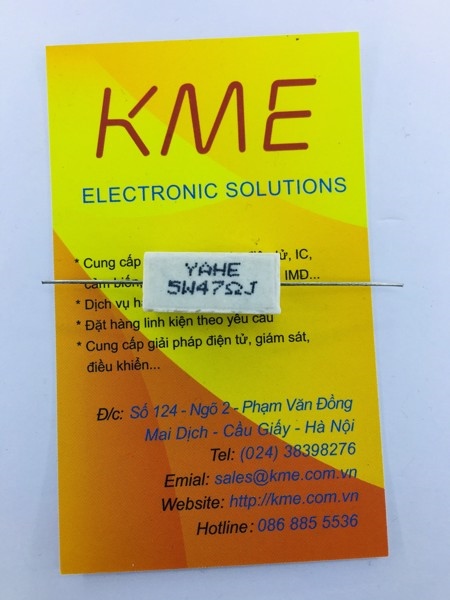 KME
ELECTRONIC SOLUTIONS
* Cung cấp tử, IC,
cảm biến, IMD...
YAHE
5W47ΩJ
* Dịch vụ
* Đặt hàng linh kiện theo yêu cầu
* Cung cấp giải pháp điện tử, giám sát,
điều khiển...
Đ/c: Số 124 - Ngõ 2 - Phạm Văn Đồng
Mai Dịch - Cầu Giấy - Hà Nội
Tel: (024) 38398276
Emial: sales@kme.com.vn
Website: http://kme.com.vn
Hotline: 086 885 5536